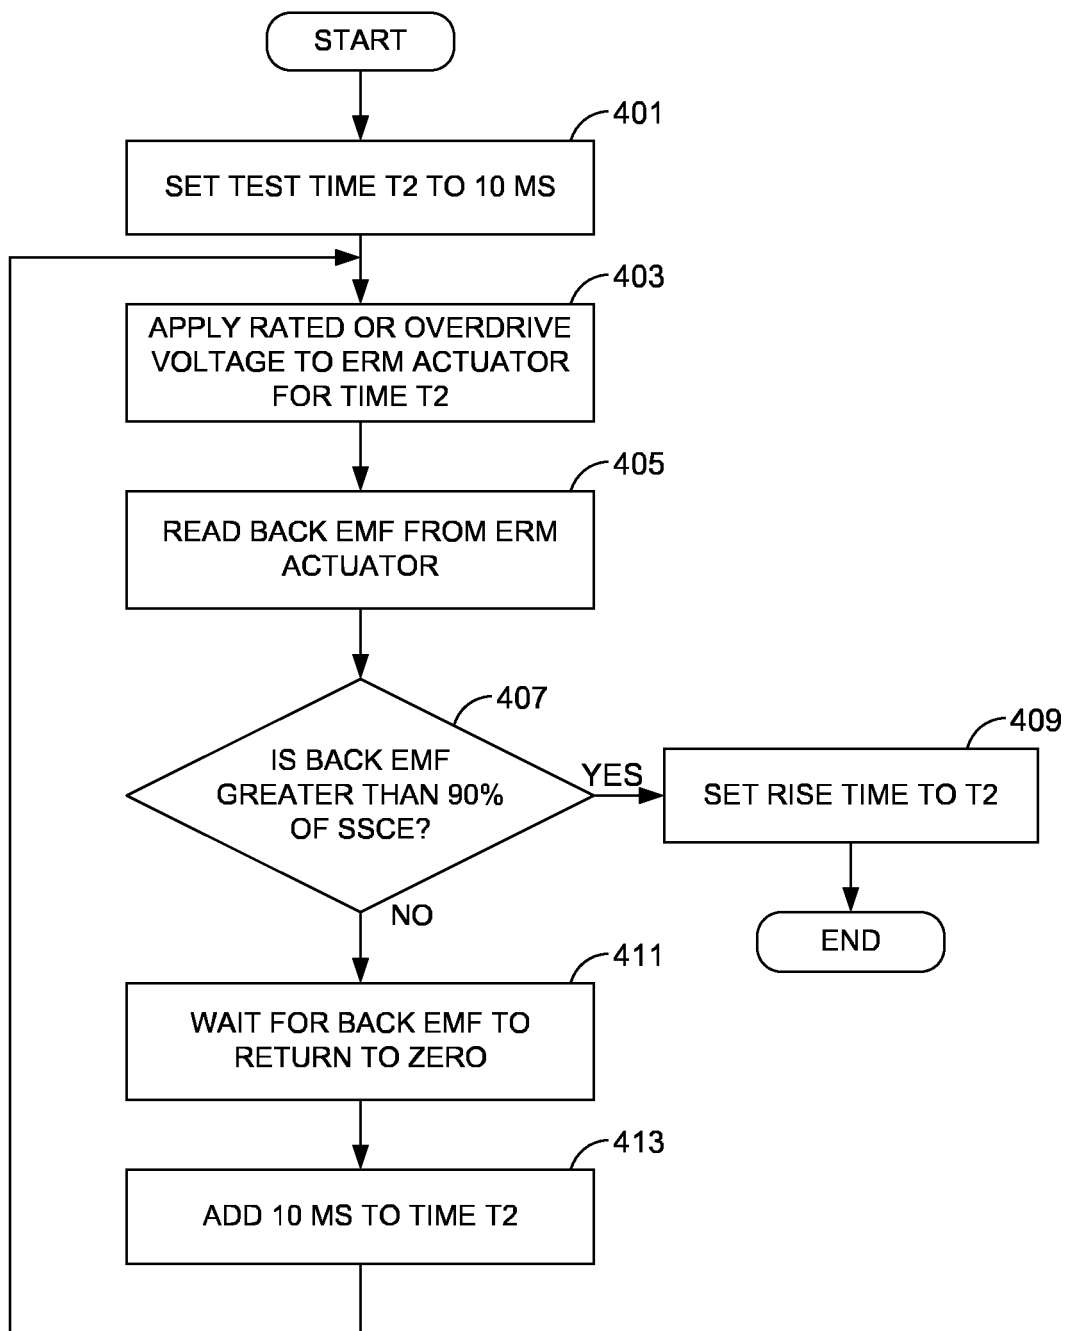 START
401
SET TEST TIME T2 TO 10 MS
403
APPLY RATED OR OVERDRIVE
VOLTAGE TO ERM ACTUATOR
FOR TIME T2
405
READ BACK EMF FROM ERM
ACTUATOR
407
IS BACK EMF
GREATER THAN 90%
OF SSCE?
YES
409
SET RISE TIME TO T2
END
NO
411
WAIT FOR BACK EMF TO
RETURN TO ZERO
413
ADD 10 MS TO TIME T2